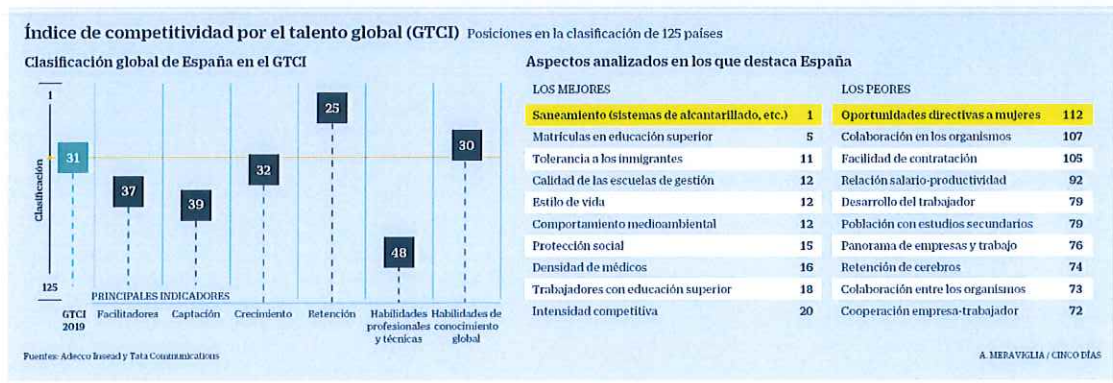 Índice de competitividad por el talento global (GTCI) Posiciones en la clasificación de 125 países
Clasificación global de España en el GTCI
1
Clasificación
125
31
37
39
32
25
48
30
PRINCIPALES INDICADORES
GTCI 2019
Facilitadores
Captación
Crecimiento
Retención
Habilidades profesionales y técnicas
Habilidades de conocimiento global
Aspectos analizados en los que destaca España
LOS MEJORES
Saneamiento (sistemas de alcantarillado, etc.) 1
Matrículas en educación superior 5
Tolerancia a los inmigrantes 11
Calidad de las escuelas de gestión 12
Estilo de vida 12
Comportamiento medioambiental 12
Protección social 15
Densidad de médicos 16
Trabajadores con educación superior 18
Intensidad competitiva 20
LOS PEORES
Oportunidades directivas a mujeres 112
Colaboración en los organismos 107
Facilidad de contratación 105
Relación salario-productividad 92
Desarrollo del trabajador 79
Población con estudios secundarios 79
Panorama de empresas y trabajo 76
Retención de cerebros 74
Colaboración entre los organismos 73
Cooperación empresa-trabajador 72
Fuentes: Adecco Insead y Tata Communications
A. MERAVIGLIA / CINCO DÍAS